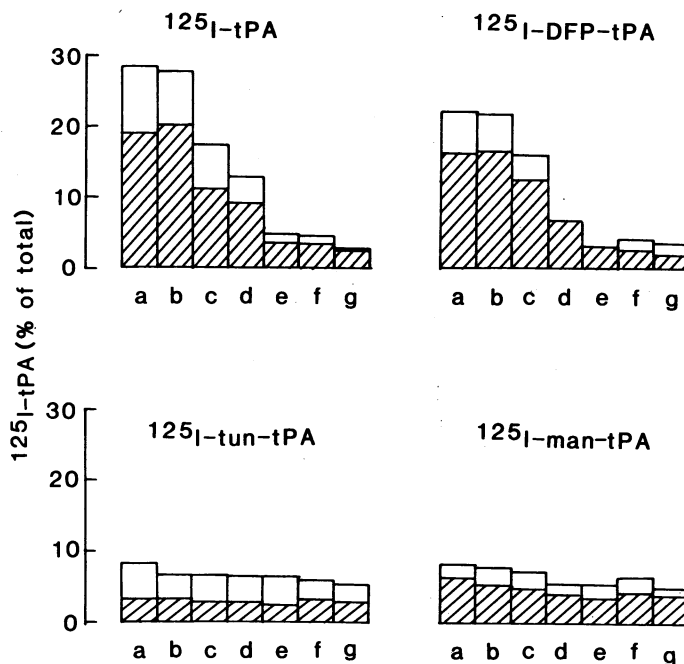 ¹²⁵I-tPA
¹²⁵I-DFP-tPA
30
20
10
0
a b c d e f g
a b c d e f g
¹²⁵I-tPA (% of total)
¹²⁵I-tun-tPA
¹²⁵I-man-tPA
30
20
10
0
a b c d e f g
a b c d e f g